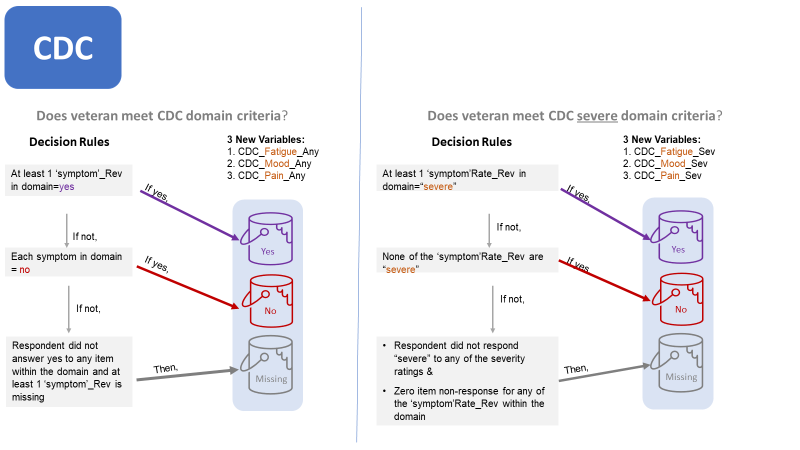 CDC
Does veteran meet CDC domain criteria?
Decision Rules
3 New Variables:
1. CDC_Fatigue_Any
2. CDC_Mood_Any
3. CDC_Pain_Any
At least 1 ‘symptom’_Rev
in domain=yes
If yes,
Yes
If not,
Each symptom in domain
= no
If yes,
No
If not,
Respondent did not
answer yes to any item
within the domain and at
least 1 ‘symptom’_Rev is
missing
Then,
Missing
Does veteran meet CDC severe domain criteria?
Decision Rules
3 New Variables:
1. CDC_Fatigue_Sev
2. CDC_Mood_Sev
3. CDC_Pain_Sev
At least 1 ‘symptom’Rate_Rev in
domain=“severe”
If yes,
Yes
If not,
None of the ‘symptom’Rate_Rev are
“severe”
If yes,
No
If not,
• Respondent did not respond
“severe” to any of the severity
ratings &
• Zero item non-response for any of
the ‘symptom’Rate_Rev within the
domain
Then,
Missing